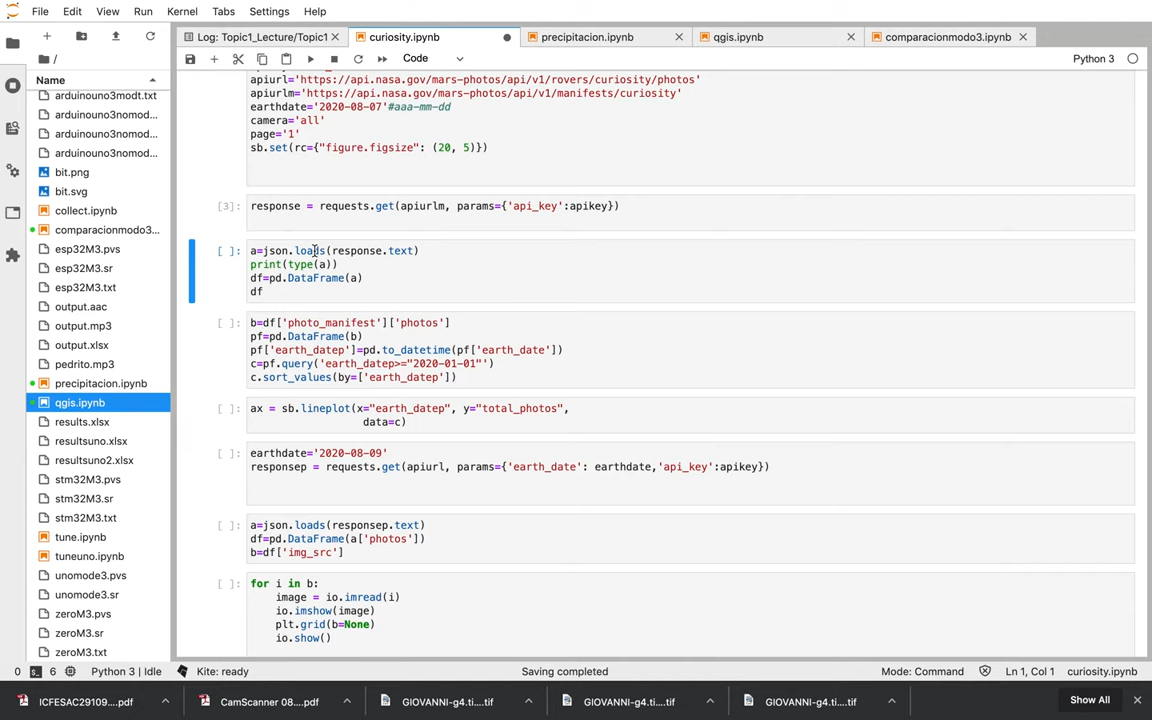 File Edit View Run Kernel Tabs Settings Help
Log: Topic1_Lecture/Topic1
curiosity.ipynb
precipitacion.ipynb
qgis.ipynb
comparacionmodo3.ipynb
/
Code
Python 3
Name
arduinouno3modt.txt
arduinouno3nomod...
arduinouno3nomod...
arduinouno3nomod...
bit.png
bit.svg
collect.ipynb
comparacionmodo3...
esp32M3.pvs
esp32M3.sr
esp32M3.txt
output.aac
output.mp3
output.xlsx
pedrito.mp3
precipitacion.ipynb
qgis.ipynb
results.xlsx
resultsuno.xlsx
resultsuno2.xlsx
stm32M3.pvs
stm32M3.sr
stm32M3.txt
tune.ipynb
tuneuno.ipynb
unomode3.pvs
unomode3.sr
zeroM3.pvs
zeroM3.sr
zeroM3.txt
apiurl='https://api.nasa.gov/mars-photos/api/v1/rovers/curiosity/photos'
apiurlm='https://api.nasa.gov/mars-photos/api/v1/manifests/curiosity'
earthdate='2020-08-07'#aaa-mm-dd
camera='all'
page='1'
sb.set(rc={"figure.figsize": (20, 5)})
[3]: response = requests.get(apiurlm, params={'api_key':apikey})
[ ]: a=json.loads(response.text)
print(type(a))
df=pd.DataFrame(a)
df
[ ]: b=df['photo_manifest']['photos']
pf=pd.DataFrame(b)
pf['earth_datep']=pd.to_datetime(pf['earth_date'])
c=pf.query('earth_datep>="2020-01-01"')
c.sort_values(by=['earth_datep'])
[ ]: ax = sb.lineplot(x="earth_datep", y="total_photos",
data=c)
[ ]: earthdate='2020-08-09'
responsep = requests.get(apiurl, params={'earth_date': earthdate,'api_key':apikey})
[ ]: a=json.loads(responsep.text)
df=pd.DataFrame(a['photos'])
b=df['img_src']
[ ]: for i in b:
image = io.imread(i)
io.imshow(image)
plt.grid(b=None)
io.show()
0 6 Python 3 | Idle Kite: ready Saving completed Mode: Command Ln 1, Col 1 curiosity.ipynb
ICFESAC29109....pdf
CamScanner 08....pdf
GIOVANNI-g4.ti....tif
GIOVANNI-g4.ti....tif
GIOVANNI-g4.ti....tif
Show All